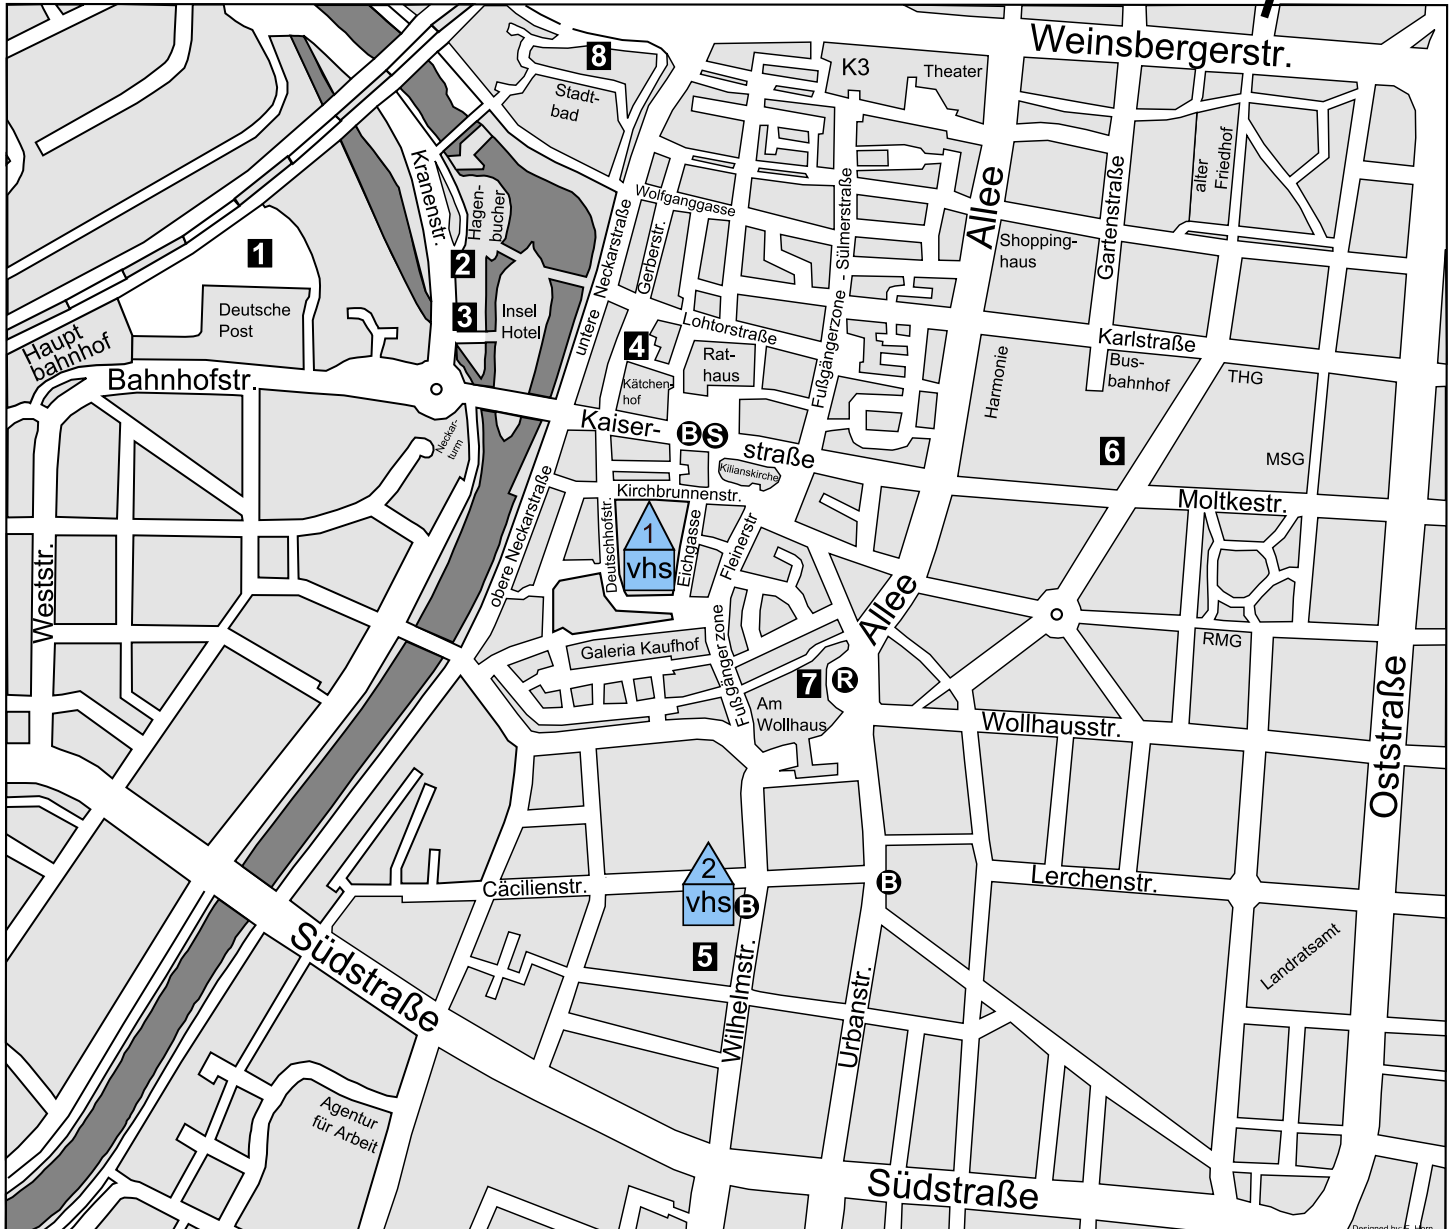 Weinsbergerstr.
8
K3
Theater
Stadt-
bad
Kranenstr.
Hagen-
bucher
Wolfganggasse
Gerberstr.
untere Neckarstraße
Fußgängerzone - Sülmerstraße
Allee
Gartenstraße
alter
Friedhof
Shopping-
haus
1
2
3
Deutsche
Post
Insel
Hotel
Haupt
bahnhof
Bahnhofstr.
4
Lohtorstraße
Rat-
haus
Kätchen-
hof
Karlstraße
Harmonie
Bus-
bahnhof
THG
Kaiser-
straße
B
S
Neckar-
turm
Kilianskirche
6
MSG
Kirchbrunnenstr.
Moltkestr.
obere Neckarstraße
Deutschhofstr.
1
vhs
Eichgasse
Fleinerstr
Weststr.
Allee
Fußgängerzone
Galeria Kaufhof
RMG
7
R
Am
Wollhaus
Wollhausstr.
Oststraße
2
vhs
B
B
Cäcilienstr.
Lerchenstr.
5
Südstraße
Wilhelmstr.
Urbanstr.
Landratsamt
Agentur
für Arbeit
Südstraße